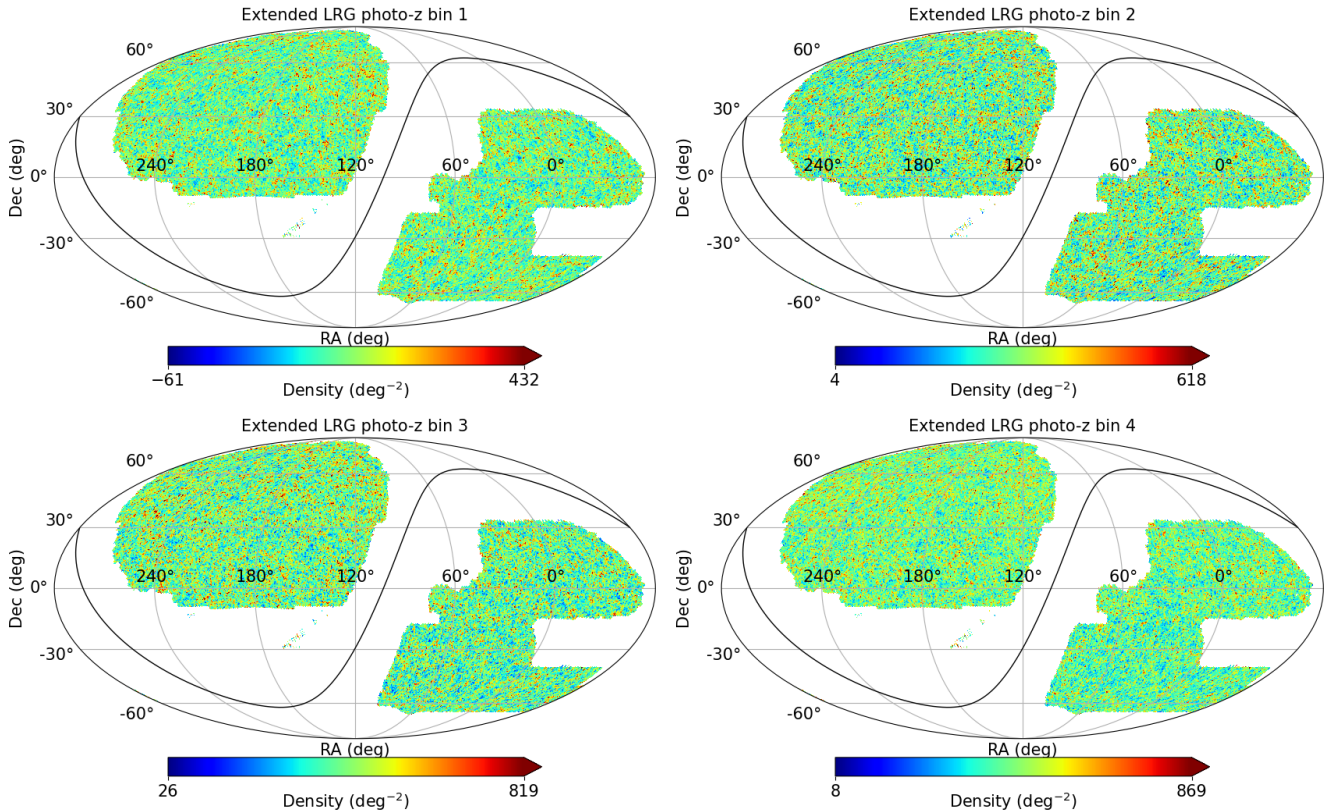 Extended LRG photo-z bin 1
60°
30°
240° 180° 120° 60° 0°
0°
-30°
-60°
Dec (deg)
RA (deg)
−61 432
Density (deg⁻²)
Extended LRG photo-z bin 2
60°
30°
240° 180° 120° 60° 0°
0°
-30°
-60°
Dec (deg)
RA (deg)
4 618
Density (deg⁻²)
Extended LRG photo-z bin 3
60°
30°
240° 180° 120° 60° 0°
0°
-30°
-60°
Dec (deg)
RA (deg)
26 819
Density (deg⁻²)
Extended LRG photo-z bin 4
60°
30°
240° 180° 120° 60° 0°
0°
-30°
-60°
Dec (deg)
RA (deg)
8 869
Density (deg⁻²)